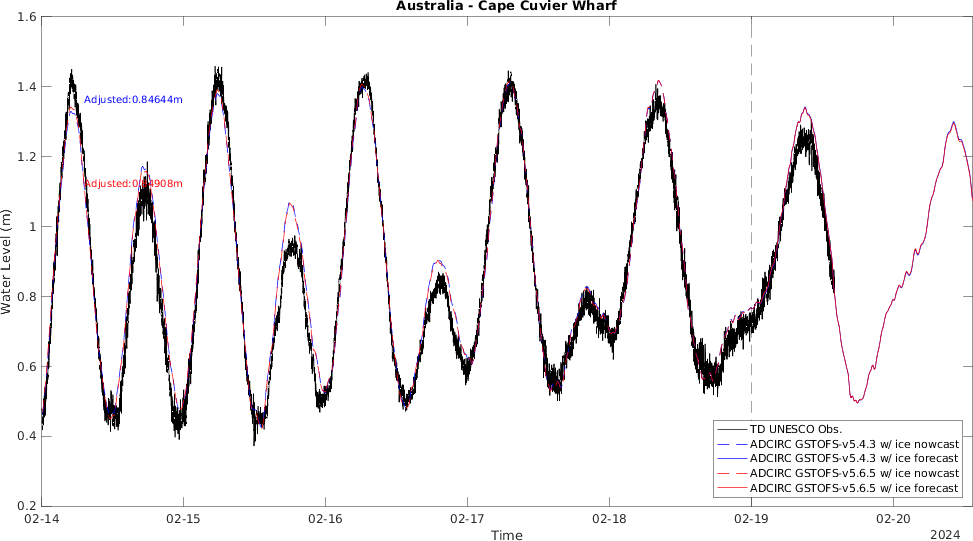 Australia - Cape Cuvier Wharf
1.6
1.4
1.2
1
0.8
0.6
0.4
0.2
Water Level (m)
Adjusted:0.84644m
Adjusted:0.84908m
TD UNESCO Obs.
ADCIRC GSTOFS-v5.4.3 w/ ice nowcast
ADCIRC GSTOFS-v5.4.3 w/ ice forecast
ADCIRC GSTOFS-v5.6.5 w/ ice nowcast
ADCIRC GSTOFS-v5.6.5 w/ ice forecast
02-14 02-15 02-16 02-17 02-18 02-19 02-20
Time
2024